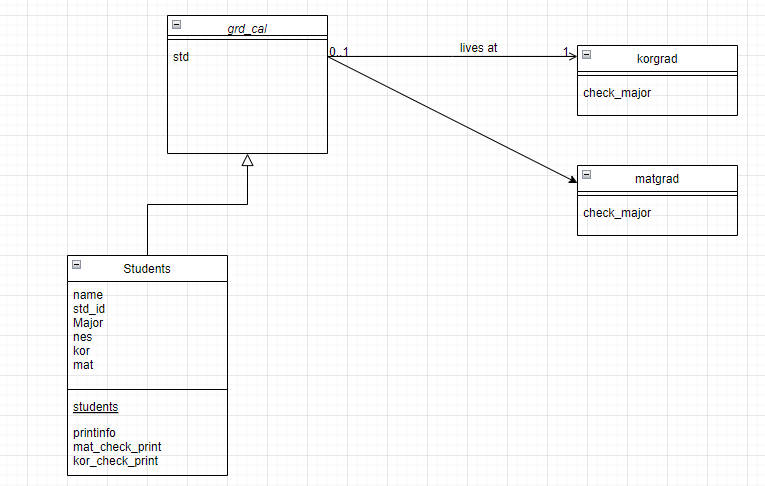 grd_cal
std
0..1
lives at
1
korgrad
check_major
matgrad
check_major
Students
name
std_id
Major
nes
kor
mat
students
printinfo
mat_check_print
kor_check_print